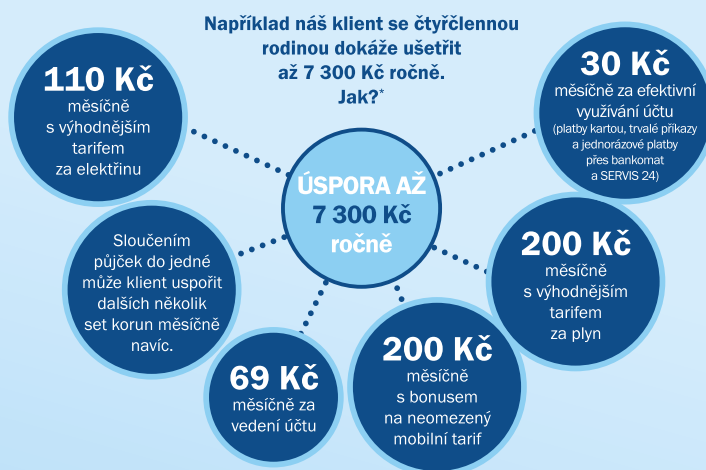 Například náš klient se čtyřčlennou
rodinou dokáže ušetřit
až 7 300 Kč ročně.
Jak?*
110 Kč
měsíčně
s výhodnějším
tarifem
za elektřinu
30 Kč
měsíčně za efektivní
využívání účtu
(platby kartou, trvalé příkazy
a jednorázové platby
přes bankomat
a SERVIS 24)
ÚSPORA AŽ
7 300 Kč
ročně
Sloučením
půjček do jedné
může klient uspořit
dalších několik
set korun měsíčně
navíc.
200 Kč
měsíčně
s výhodnějším
tarifem
za plyn
69 Kč
měsíčně za
vedení účtu
200 Kč
měsíčně
s bonusem
na neomezený
mobilní tarif